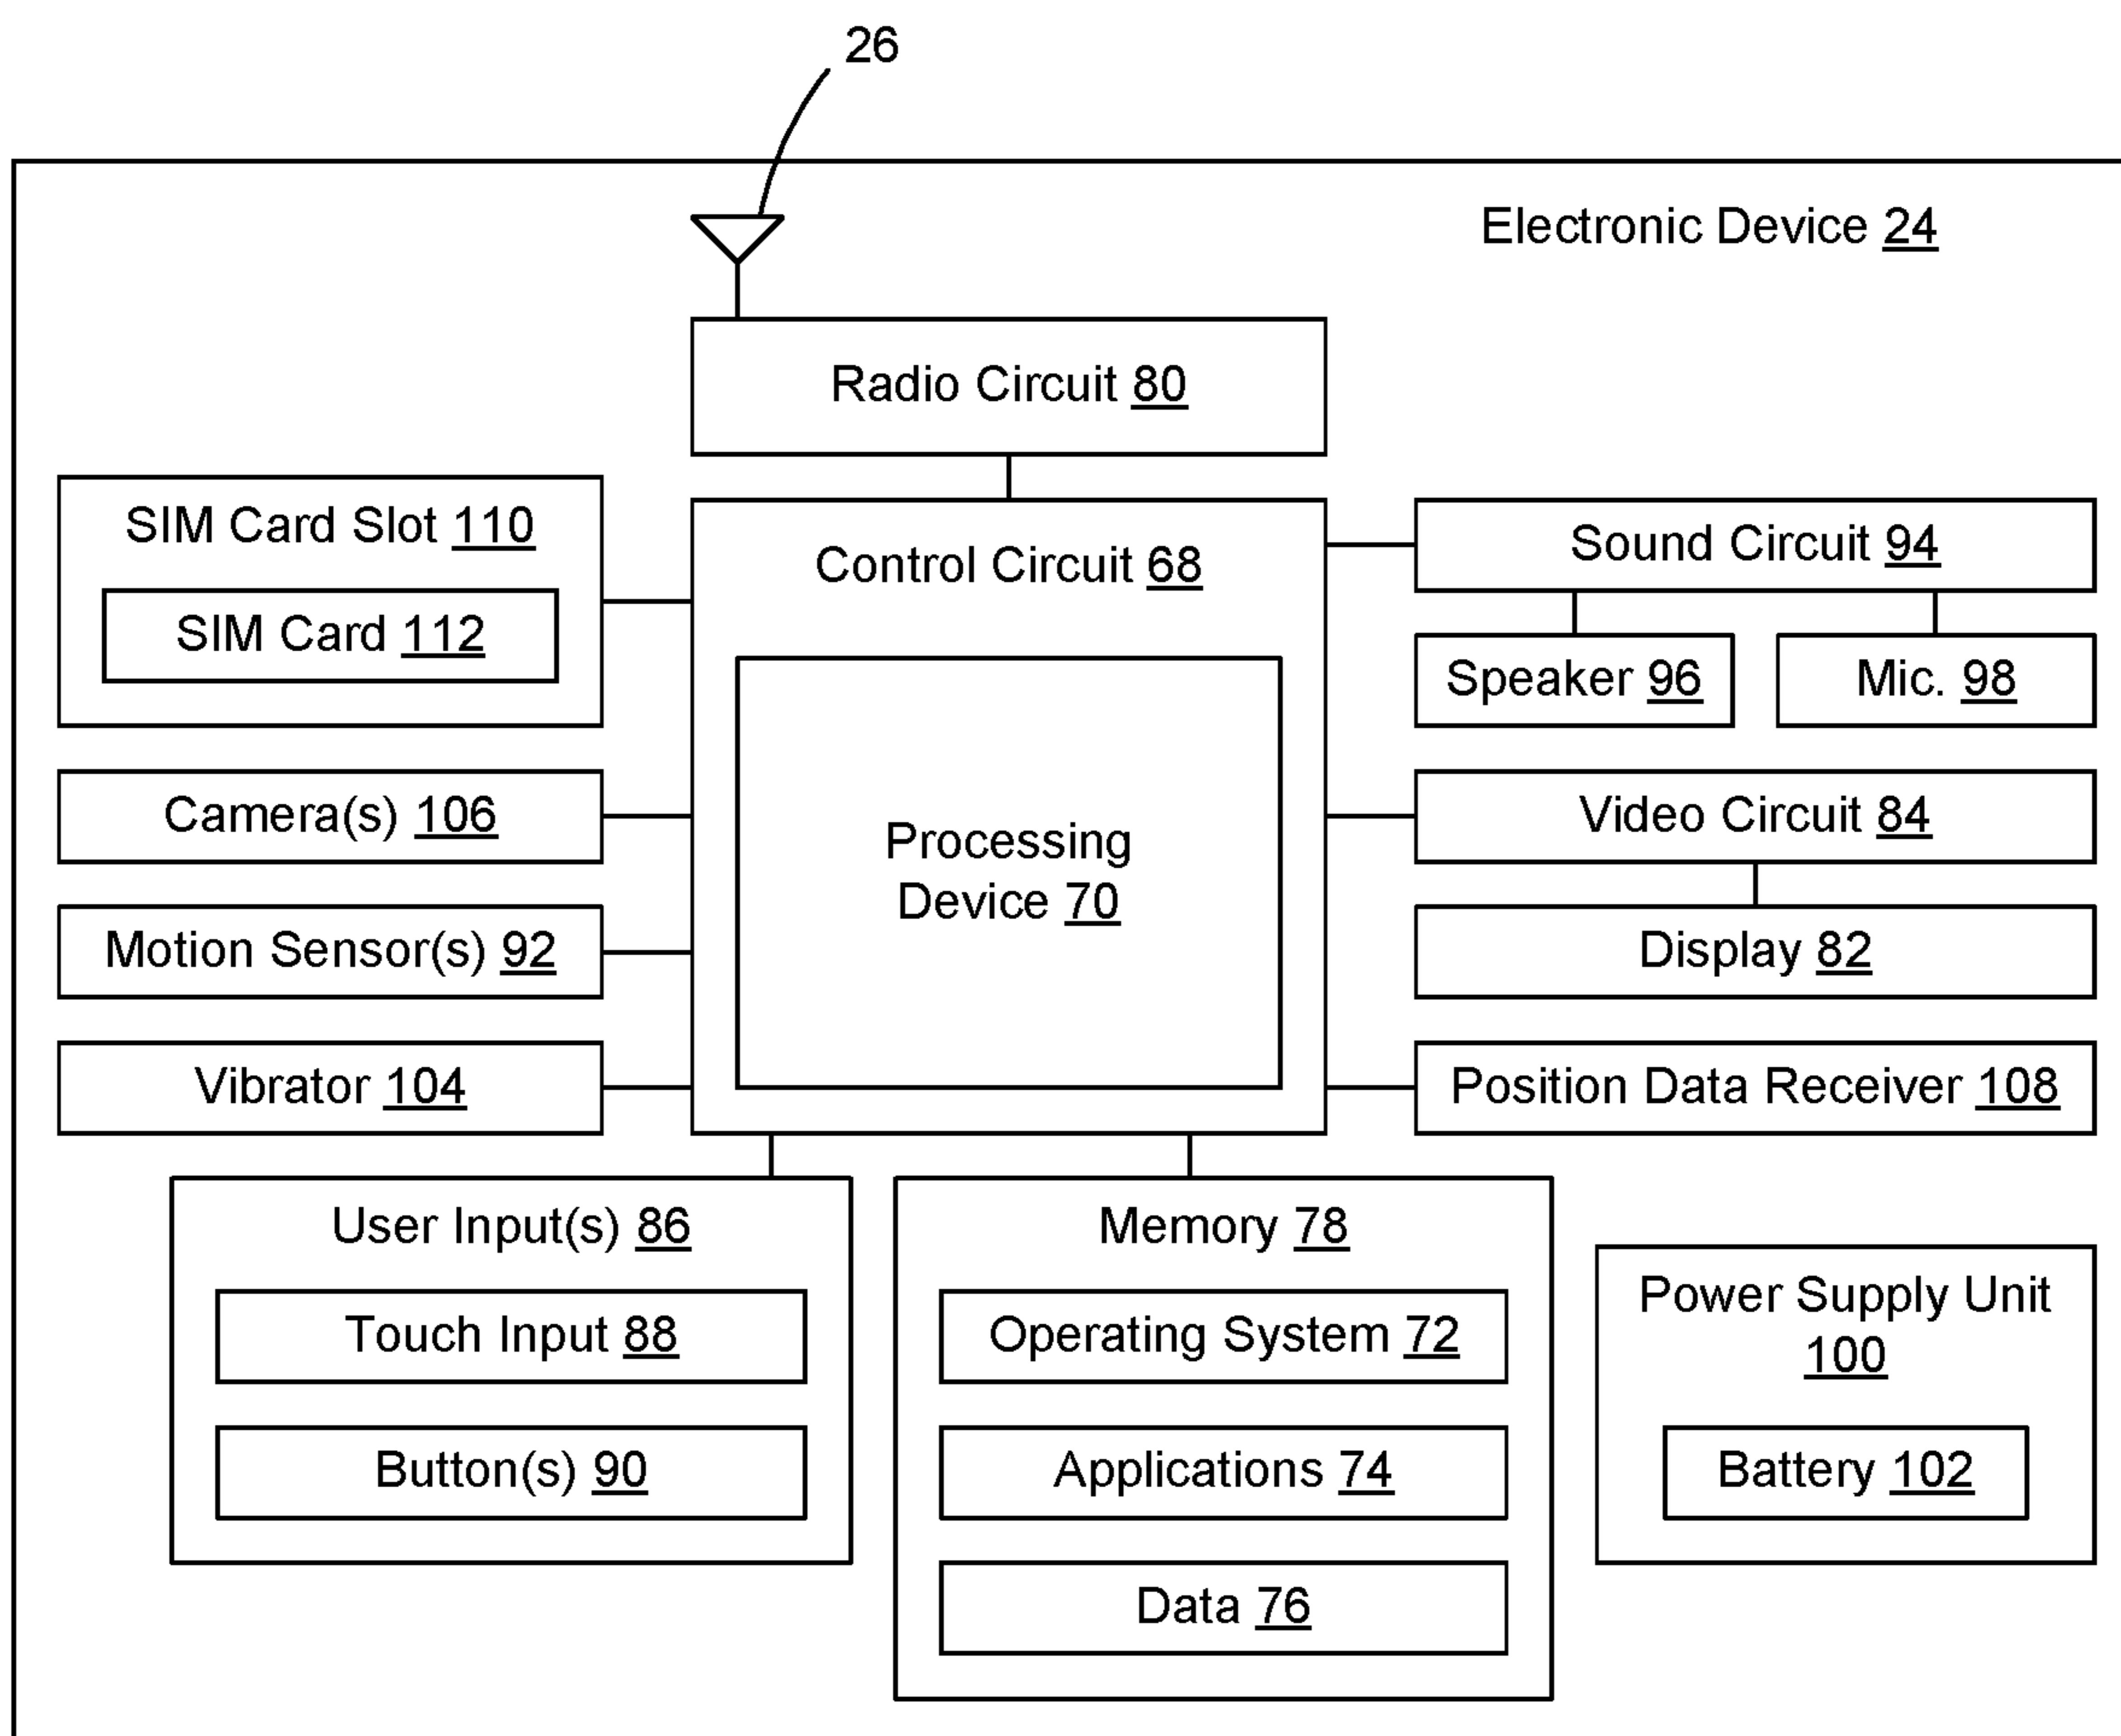 26
Electronic Device 24
Radio Circuit 80
SIM Card Slot 110
SIM Card 112
Control Circuit 68
Sound Circuit 94
Speaker 96
Mic. 98
Camera(s) 106
Processing
Device 70
Video Circuit 84
Motion Sensor(s) 92
Display 82
Vibrator 104
Position Data Receiver 108
User Input(s) 86
Touch Input 88
Button(s) 90
Memory 78
Operating System 72
Applications 74
Data 76
Power Supply Unit
100
Battery 102